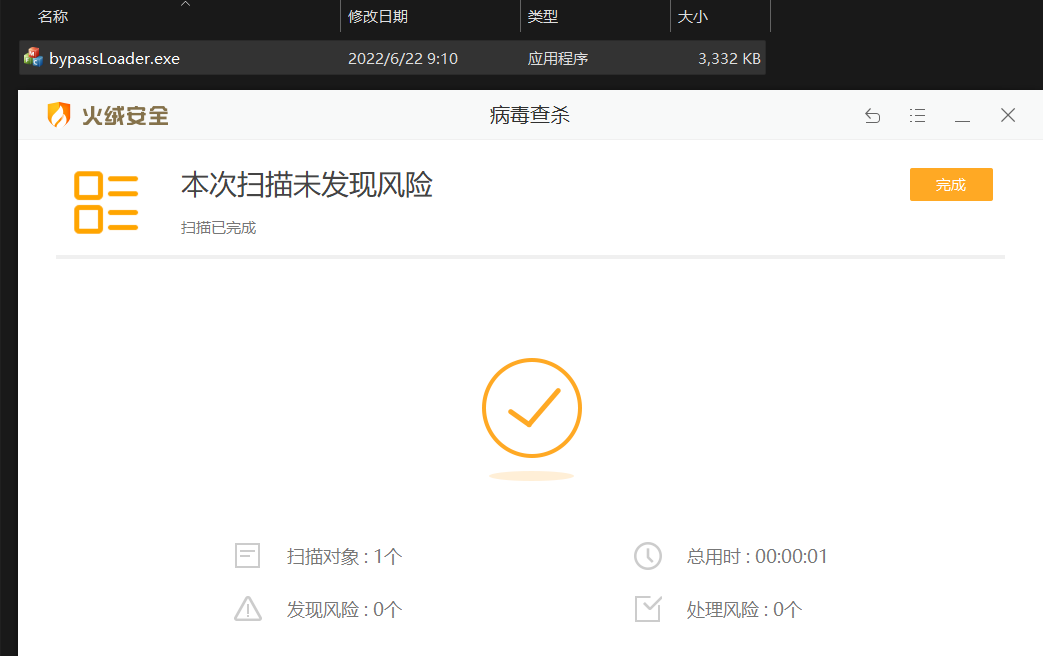 名称 修改日期 类型 大小
bypassLoader.exe 2022/6/22 9:10 应用程序 3,332 KB
火绒安全 病毒查杀
本次扫描未发现风险
完成
扫描已完成
扫描对象 : 1个 总用时 : 00:00:01
发现风险 : 0个 处理风险 : 0个